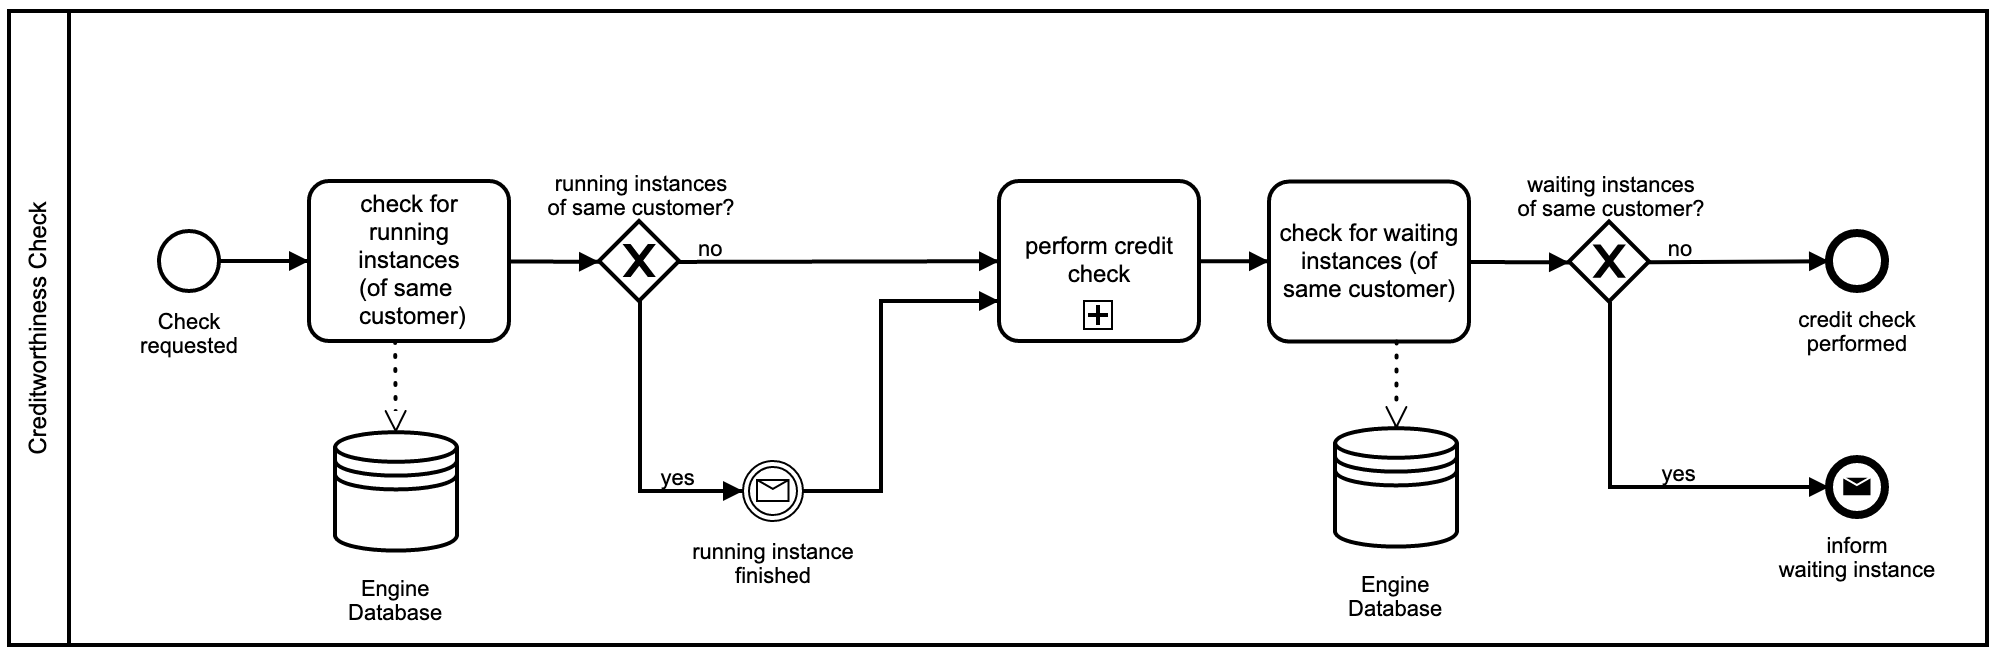 Creditworthiness Check
Check
requested
check for
running
instances
(of same
customer)
Engine
Database
running instances
of same customer?
no
yes
running instance
finished
perform credit
check
check for waiting
instances (of
same customer)
Engine
Database
waiting instances
of same customer?
no
yes
credit check
performed
inform
waiting instance